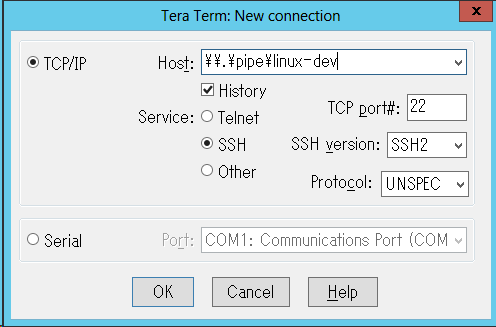 Tera Term: New connection
x
TCP/IP
Host: ¥¥.¥pipe¥linux-dev
History
Service: Telnet
TCP port#: 22
SSH
SSH version: SSH2
Other
Protocol: UNSPEC
Serial
Port: COM1: Communications Port (COM
OK Cancel Help